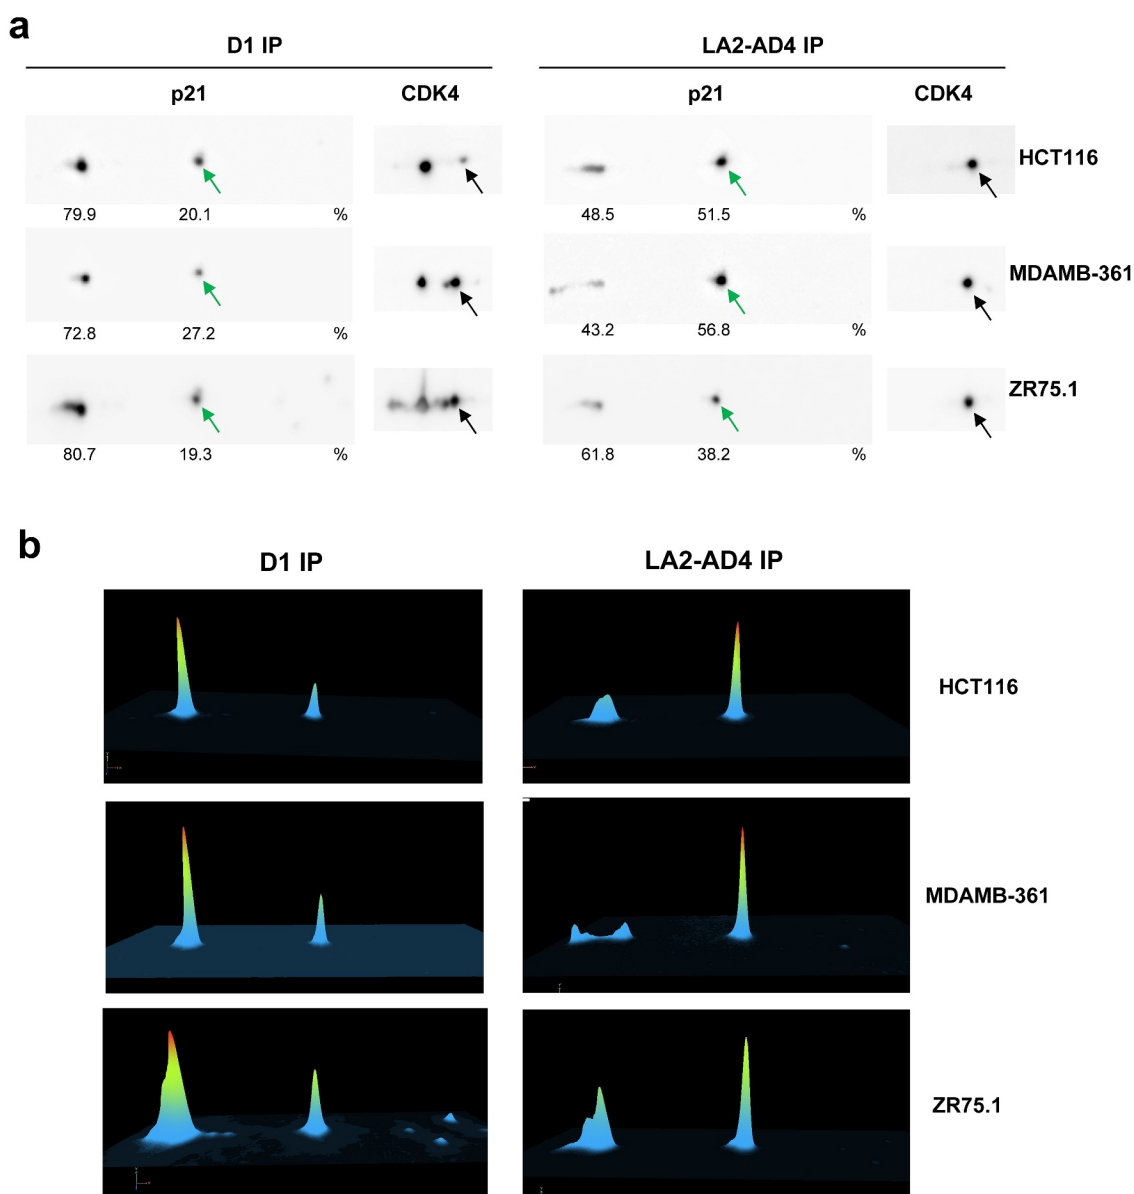 a
D1 IP
LA2-AD4 IP
p21
CDK4
p21
CDK4
HCT116
79.9 20.1 %
48.5 51.5 %
MDAMB-361
72.8 27.2 %
43.2 56.8 %
ZR75.1
80.7 19.3 %
61.8 38.2 %
b
D1 IP
LA2-AD4 IP
HCT116
MDAMB-361
ZR75.1